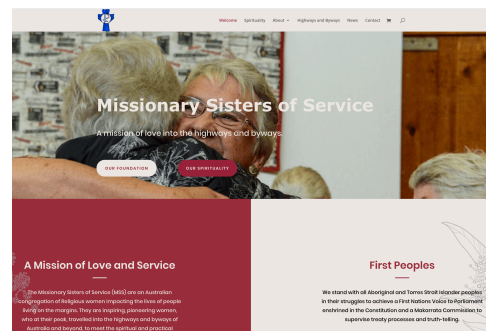 Welcome Spirituality About Highways and Byways News Contact
Missionary Sisters of Service
A mission of love into the highways and byways.
OUR FOUNDATION OUR SPIRITUALITY
A Mission of Love and Service
The Missionary Sisters of Service (MSS) are an Australian
congregation of Religious women impacting the lives of people
living on the margins. They are inspiring, pioneering women,
who at their peak, travelled into the highways and byways of
Australia and beyond, to meet the spiritual and practical
First Peoples
We stand with all Aboriginal and Torres Strait Islander peoples
in their struggles to achieve a First Nations Voice to Parliament
enshrined in the Constitution and a Makarrata Commission to
supervise treaty processes and truth-telling.